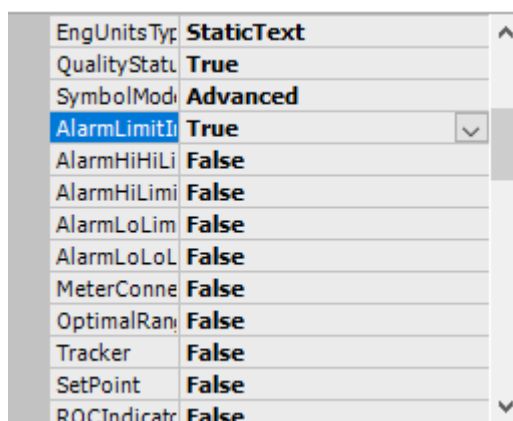 EngUnitsTyp StaticText
QualityStatu True
SymbolMod Advanced
AlarmLimitI True
AlarmHiHiLi False
AlarmHiLimi False
AlarmLoLim False
AlarmLoLoL False
MeterConne False
OptimalRan False
Tracker False
SetPoint False
ROCIndicato False